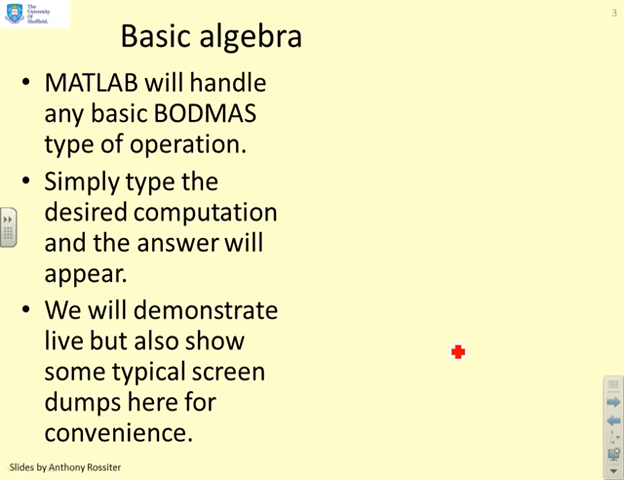 The
University
Of
Sheffield.
3
Basic algebra
• MATLAB will handle
any basic BODMAS
type of operation.
• Simply type the
desired computation
and the answer will
appear.
• We will demonstrate
live but also show
some typical screen
dumps here for
convenience.
Slides by Anthony Rossiter